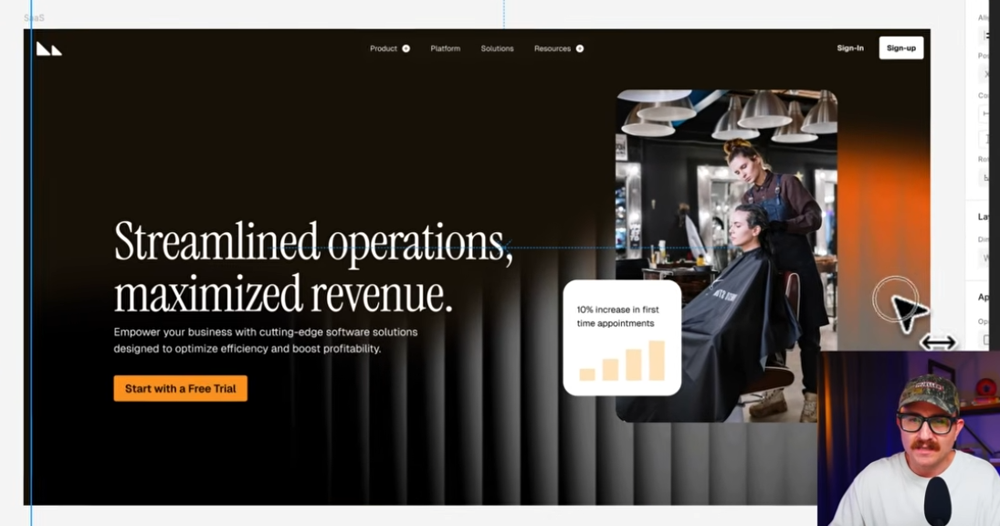 SaaS
Product
Platform
Solutions
Resources
Sign-In
Sign-up
Streamlined operations,
maximized revenue.
Empower your business with cutting-edge software solutions
designed to optimize efficiency and boost profitability.
Start with a Free Trial
10% increase in first
time appointments